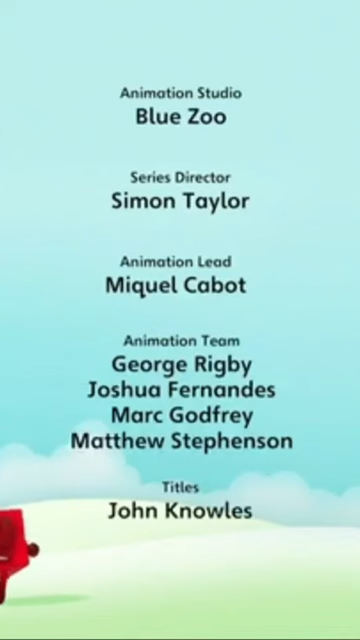 Animation Studio
Blue Zoo
Series Director
Simon Taylor
Animation Lead
Miquel Cabot
Animation Team
George Rigby
Joshua Fernandes
Marc Godfrey
Matthew Stephenson
Titles
John Knowles